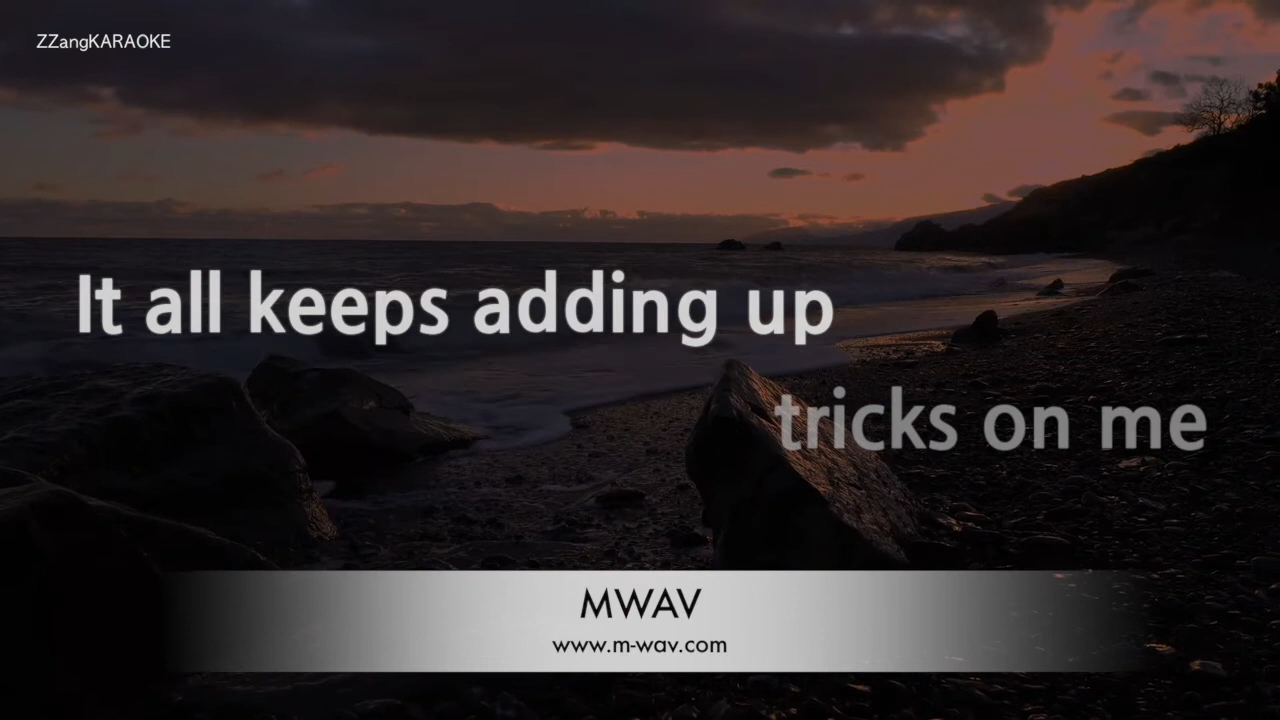 ZZangKARAOKE
It all keeps adding up
tricks on me
MWAV
www.m-wav.com